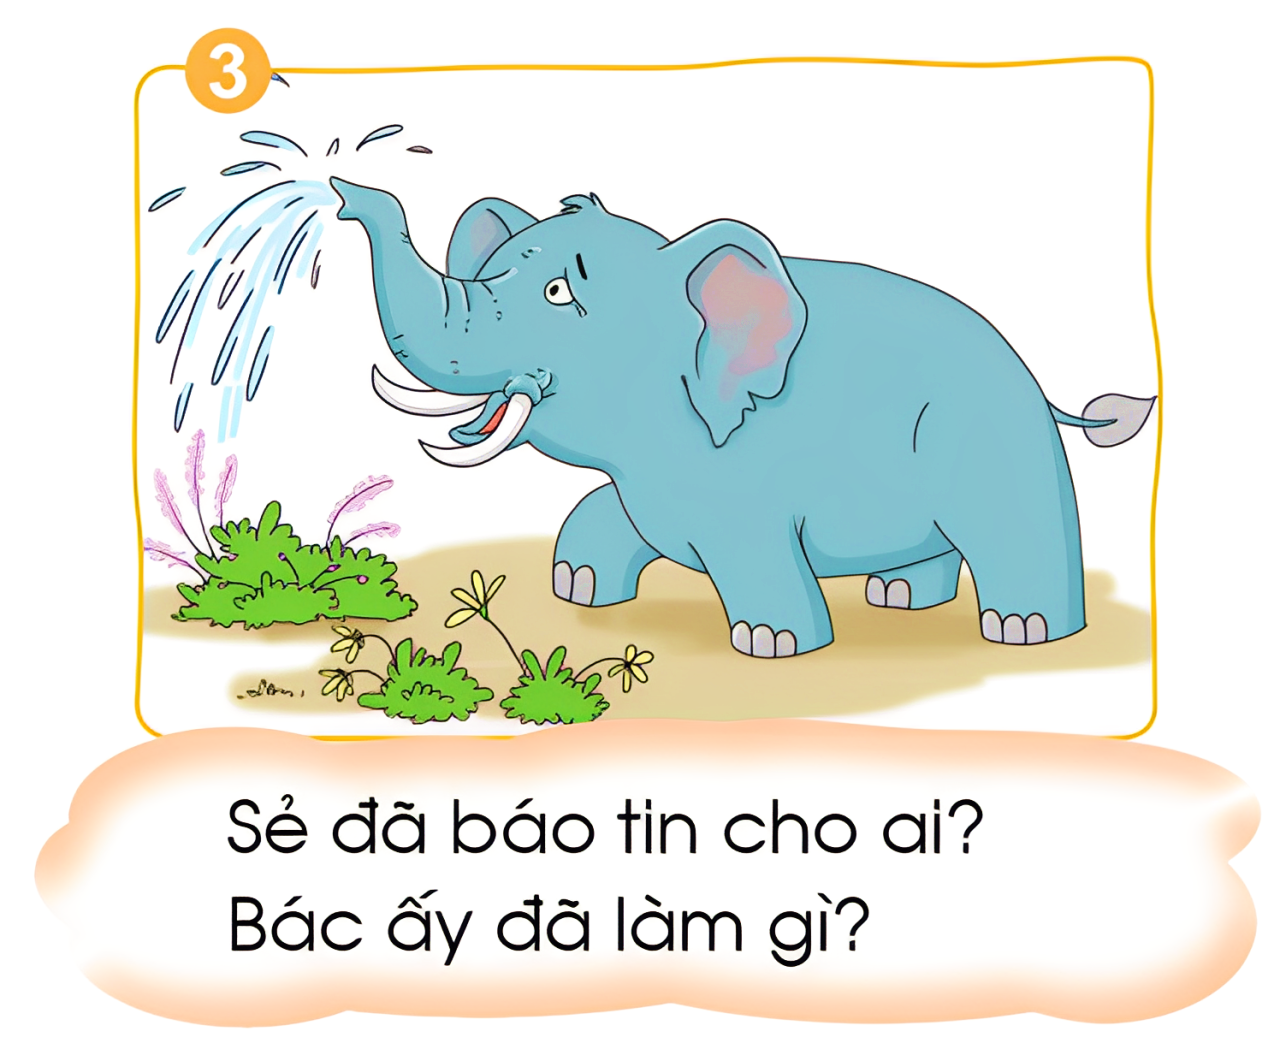 3
Sẻ đã báo tin cho ai?
Bác ấy đã làm gì?